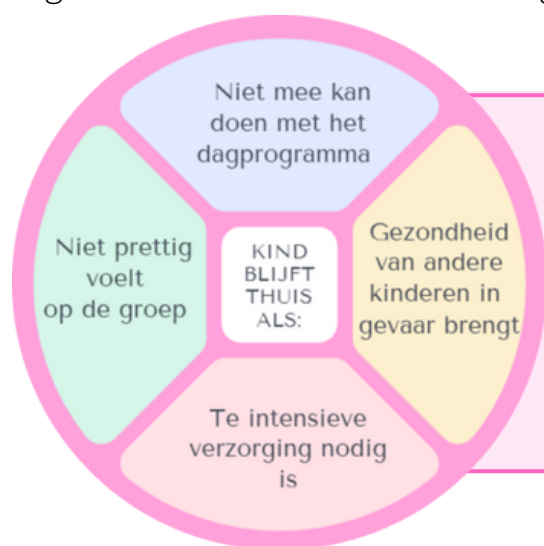 Niet mee kan
doen met het
dagprogramma
Niet prettig
voelt
op de groep
KIND
BLIJFT
THUIS
ALS:
Gezondheid
van andere
kinderen in
gevaar brengt
Te intensieve
verzorging nodig
is